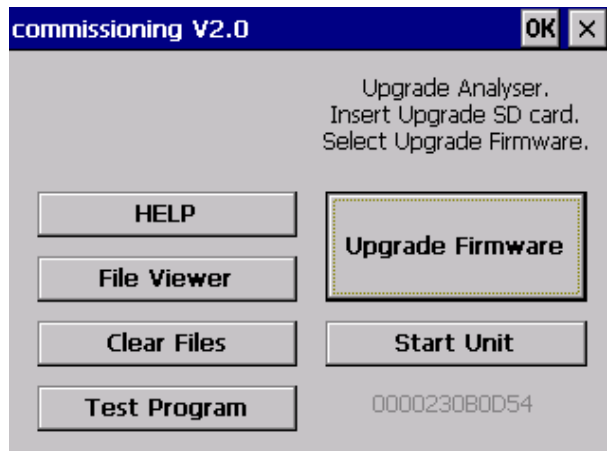 commissioning V2.0 OK ×
Upgrade Analyser.
Insert Upgrade SD card.
Select Upgrade Firmware.
HELP
Upgrade Firmware
File Viewer
Clear Files
Start Unit
Test Program
0000230B0D54